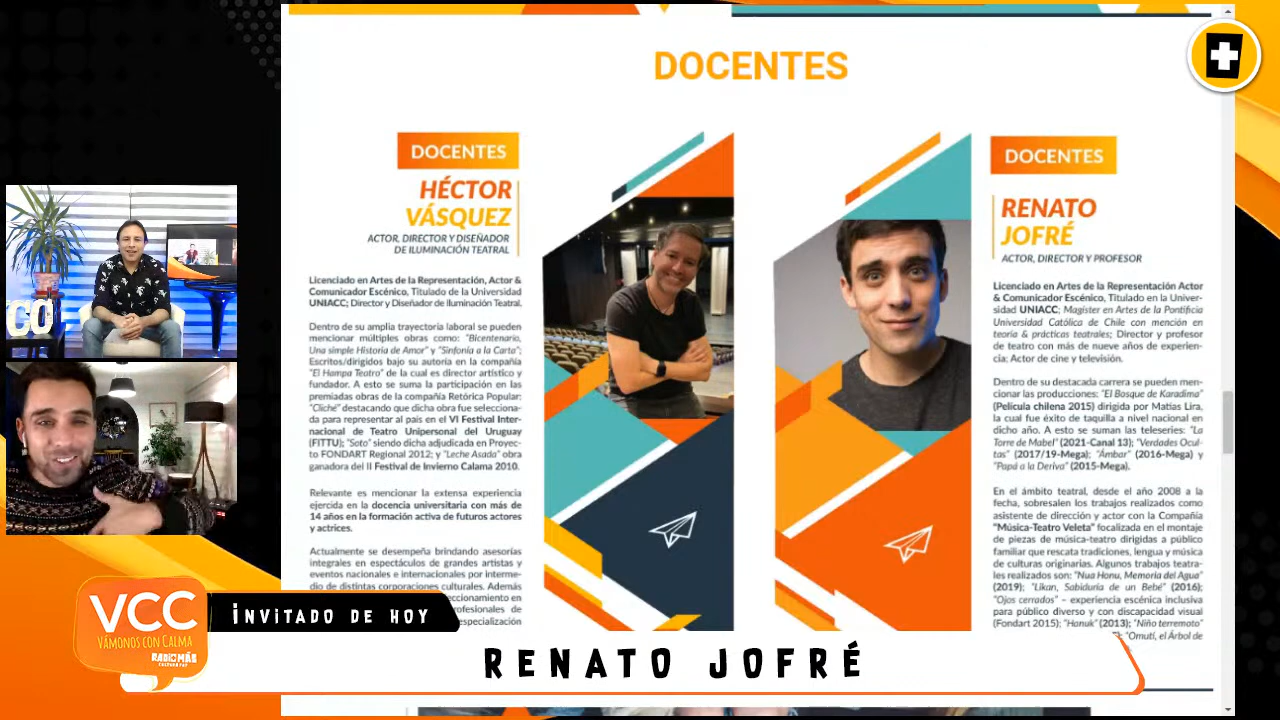 DOCENTES
DOCENTES
HÉCTOR
VÁSQUEZ
ACTOR, DIRECTOR Y DISEÑADOR
DE ILUMINACIÓN TEATRAL
Licenciado en Artes de la Representación, Actor &
Comunicador Escénico, Titulado de la Universidad
UNIACC; Director y Diseñador de Iluminación Teatral.
Dentro de su amplia trayectoria laboral se pueden
mencionar múltiples obras como: "Bicentenario,
Una simple Historia de Amor" y "Sinfonía a la Carta";
Escritos/dirigidos bajo su autoría en la compañía
"El Hampa Teatro" de la cual es director artístico y
fundador. A esto se suma la participación en las
premiadas obras de la compañía Retórica Popular:
"Cliché" destacando que dicha obra fue selecciona-
da para representar al país en el VI Festival Inter-
nacional de Teatro Unipersonal del Uruguay
(FITTU); "Soto" siendo dicha adjudicada en Proyec-
to FONDART Regional 2012; y "Leche Asada" obra
ganadora del II Festival de Invierno Calama 2010.
Relevante es mencionar la extensa experiencia
ejercida en la docencia universitaria con más de
14 años en la formación activa de futuros actores
y actrices.
Actualmente se desempeña brindando asesorías
integrales en espectáculos de grandes artistas y
eventos nacionales e internacionales por interme-
dio de distintas corporaciones culturales. Además
eccionamiento en
ofesionales de
especialización
DOCENTES
RENATO
JOFRÉ
ACTOR, DIRECTOR Y PROFESOR
Licenciado en Artes de la Representación Actor
& Comunicador Escénico, Titulado en la Univer-
sidad UNIACC; Magíster en Artes de la Pontificia
Universidad Católica de Chile con mención en
teoría & prácticas teatrales; Director y profesor
de teatro con más de nueve años de experien-
cia; Actor de cine y televisión.
Dentro de su destacada carrera se pueden men-
cionar las producciones: "El Bosque de Karadima"
(Película chilena 2015) dirigida por Matías Lira,
la cual fue éxito de taquilla a nivel nacional en
dicho año. A esto se suman las teleseries: "La
Torre de Mabel" (2021-Canal 13); "Verdades Ocul-
tas" (2017/19-Mega); "Ámbar" (2016-Mega) y
"Papá a la Deriva" (2015-Mega).
En el ámbito teatral, desde el año 2008 a la
fecha, sobresalen los trabajos realizados como
asistente de dirección y actor con la Compañía
"Música-Teatro Veleta" focalizada en el montaje
de piezas de música-teatro dirigidas a público
familiar que rescata tradiciones, lengua y música
de culturas originarias. Algunos trabajos teatra-
les realizados son: "Nua Honu, Memoria del Agua"
(2019); "Likan, Sabiduría de un Bebé" (2016);
"Ojos cerrados" – experiencia escénica inclusiva
para público diverso y con discapacidad visual
(Fondart 2015); "Hanuk" (2013); "Niño terremoto"
"Omutí, el Árbol de
CO
VCC
VÁMONOS CON CALMA
RADIOMÁS
INVITADO DE HOY
RENATO JOFRÉ